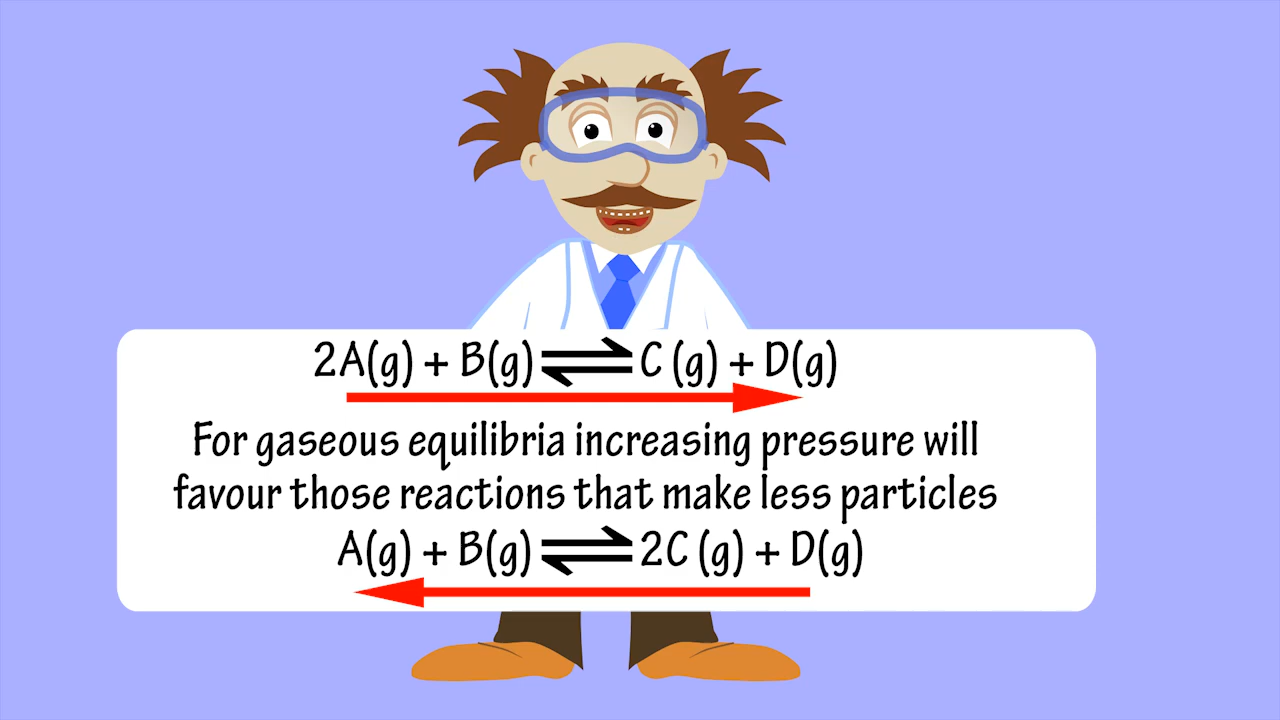 2A(g) + B(g) ⇌ C (g) + D(g)
For gaseous equilibria increasing pressure will
favour those reactions that make less particles
A(g) + B(g) ⇌ 2C (g) + D(g)